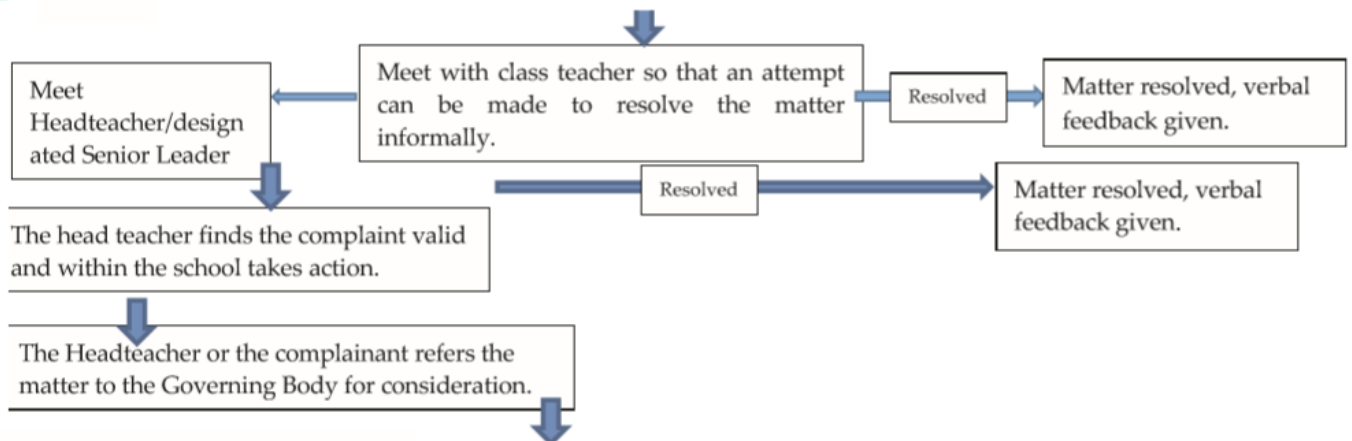 Meet
Headteacher/design
ated Senior Leader
Meet with class teacher so that an attempt
can be made to resolve the matter
informally.
Resolved
Matter resolved, verbal
feedback given.
Resolved
Matter resolved, verbal
feedback given.
The head teacher finds the complaint valid
and within the school takes action.
The Headteacher or the complainant refers the
matter to the Governing Body for consideration.